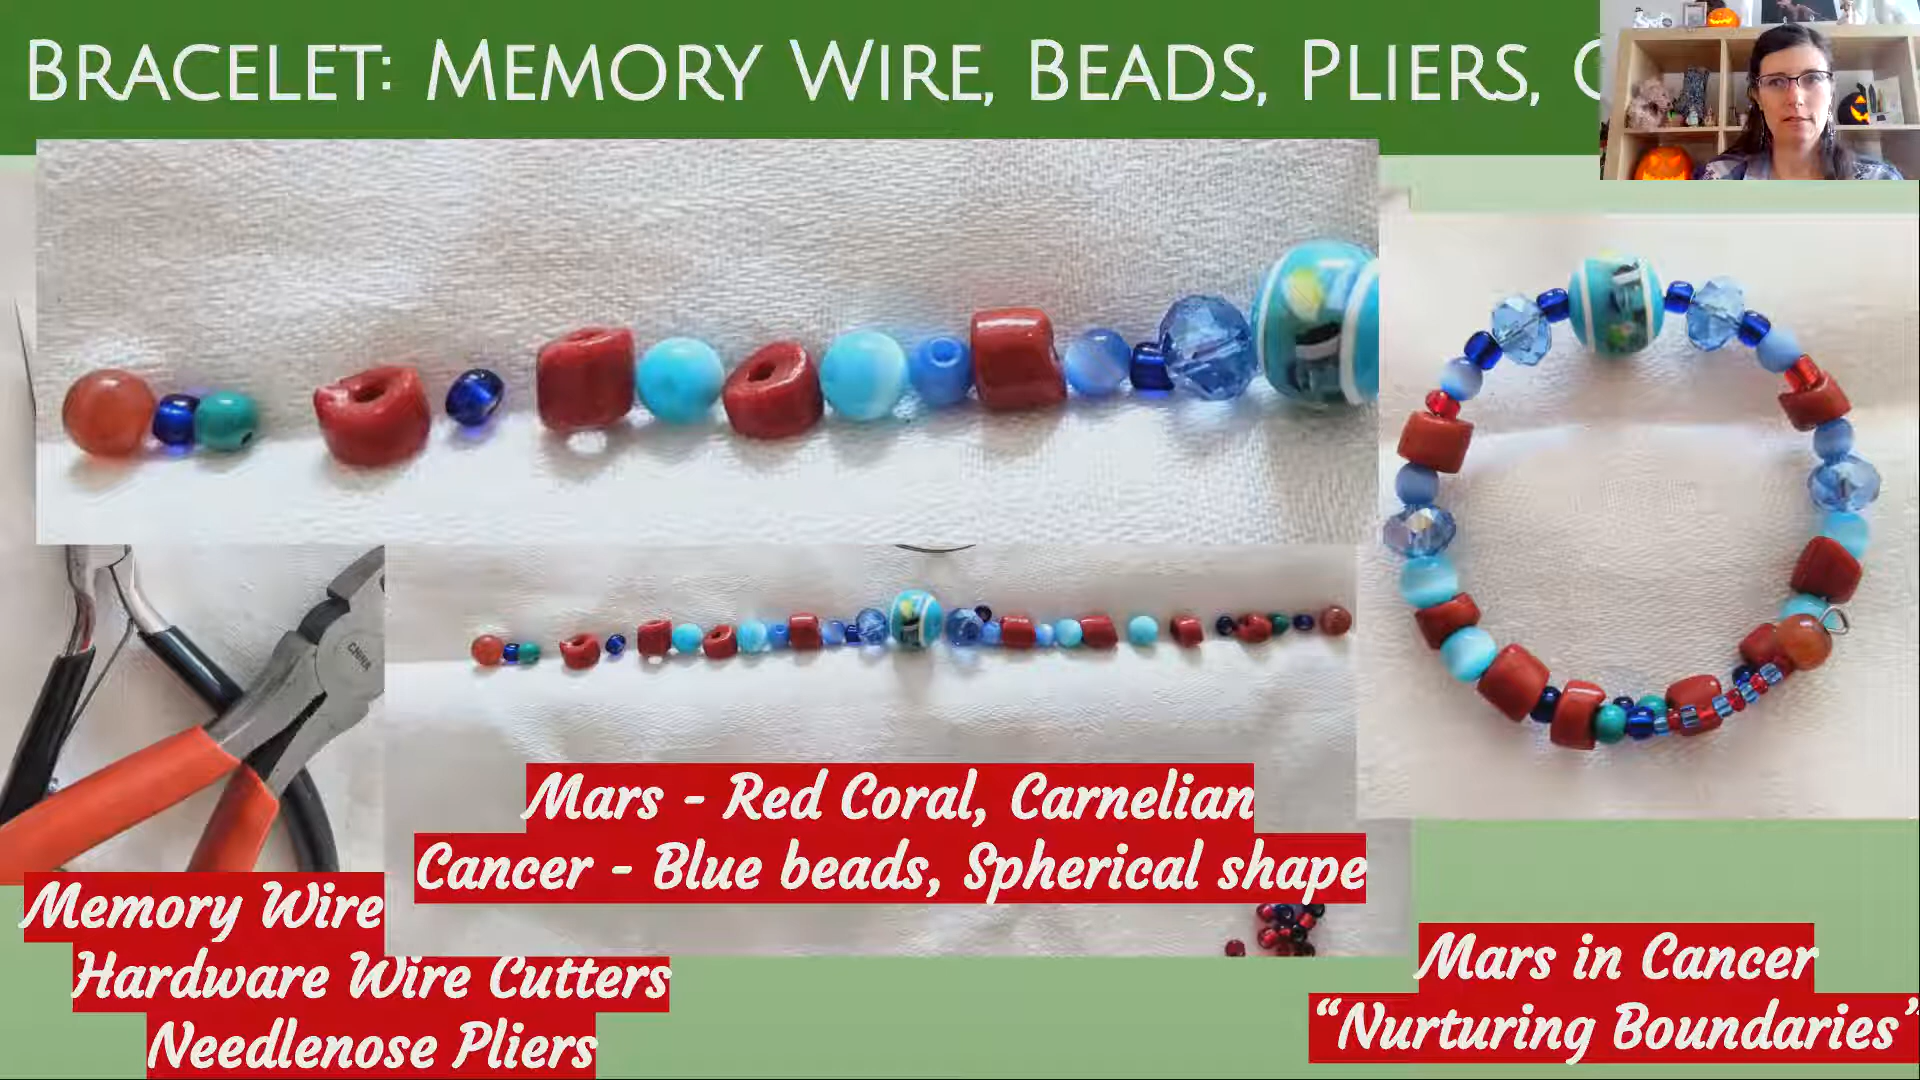 BRACELET: MEMORY WIRE, BEADS, PLIERS,
CHINA
Mars - Red Coral, Carnelian
Cancer - Blue beads, Spherical shape
Memory Wire
Hardware Wire Cutters
Needlenose Pliers
Mars in Cancer
“Nurturing Boundaries”